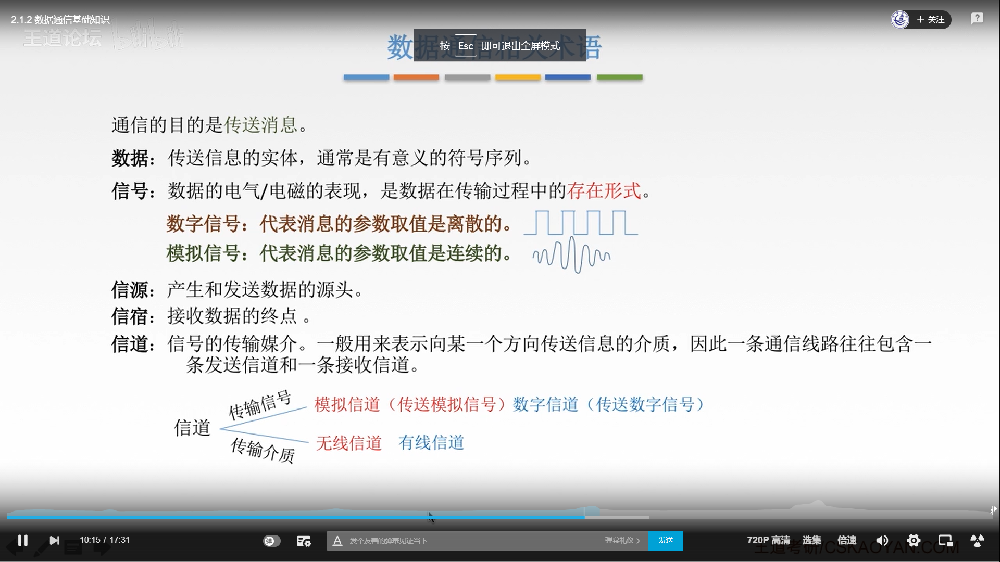 2.1.2 数据通信基础知识
+ 关注
王道论坛 bilibili
数据通信相关术语
按 Esc 即可退出全屏模式
通信的目的是传送消息。
数据：传送信息的实体，通常是有意义的符号序列。
信号：数据的电气/电磁的表现，是数据在传输过程中的存在形式。
数字信号：代表消息的参数取值是离散的。
模拟信号：代表消息的参数取值是连续的。
信源：产生和发送数据的源头。
信宿：接收数据的终点 。
信道：信号的传输媒介。一般用来表示向某一个方向传送信息的介质，因此一条通信线路往往包含一
条发送信道和一条接收信道。
传输信号
模拟信道（传送模拟信号）数字信道（传送数字信号）
信道
传输介质
无线信道 有线信道
10:15 / 17:31
弹
发个友善的弹幕见证当下
弹幕礼仪 >
发送
720P 高清
选集
倍速
王道考研/CSKAOYAN.COM